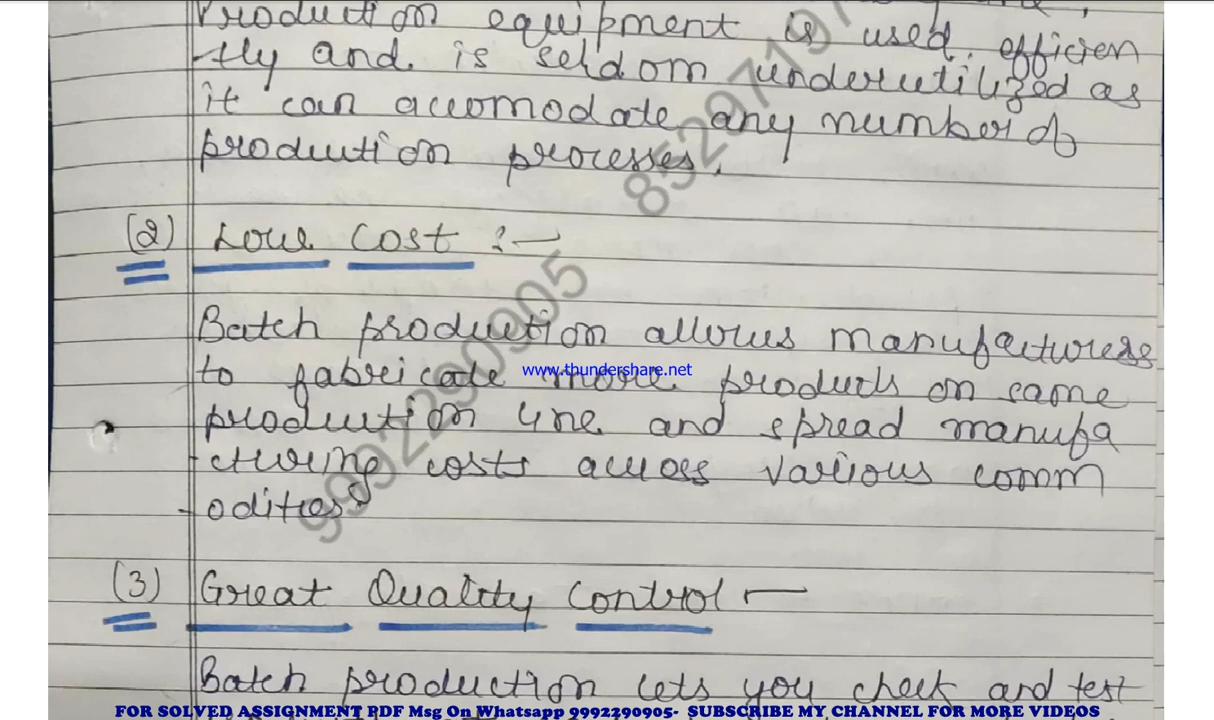 Production equipment is used efficien
-tly and is seldom underutilized as
it can accomodate any number of
production processes.
(2) Low Cost :-
Batch production allows manufacturers
to fabricate more products on same
production line and spread manufa
-cturing costs across various comm
-odities.
(3) Great Quality Control -
Batch production lets you check and test
www.thundershare.net
9992290905
FOR SOLVED ASSIGNMENT PDF Msg On Whatsapp 9992290905- SUBSCRIBE MY CHANNEL FOR MORE VIDEOS